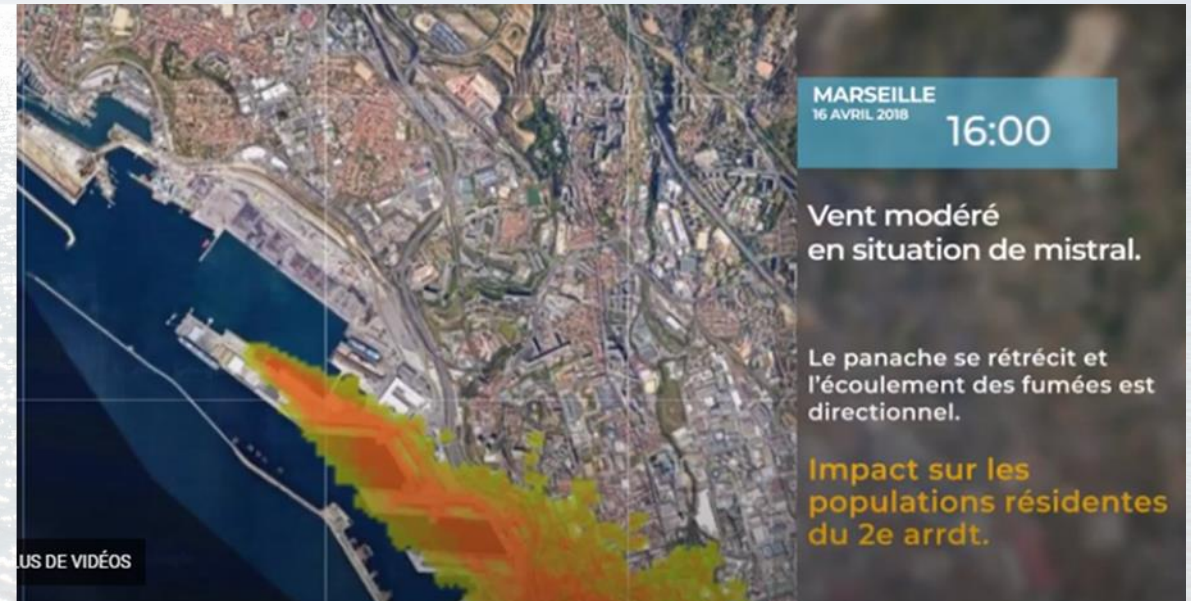 MARSEILLE
16 AVRIL 2018
16:00
Vent modéré
en situation de mistral.
Le panache se rétrécit et
l'écoulement des fumées est
directionnel.
Impact sur les
populations résidentes
du 2e arrdt.
US DE VIDÉOS